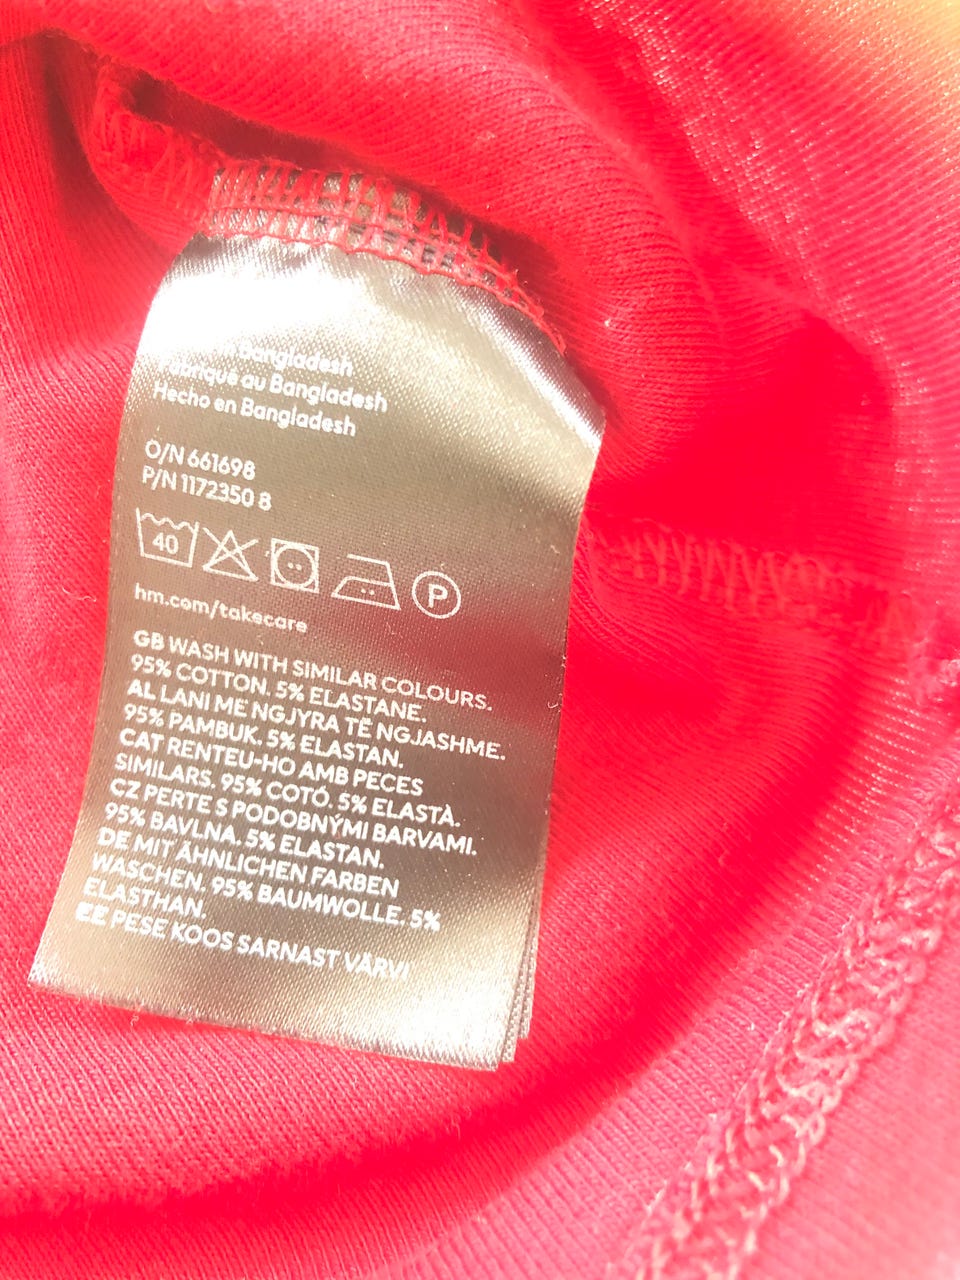 Bangladesh
Fabriqué au Bangladesh
Hecho en Bangladesh
O/N 661698
P/N 1172350 8
40
P
hm.com/takecare
GB WASH WITH SIMILAR COLOURS.
95% COTTON. 5% ELASTANE.
AL LANI ME NGJYRA TË NGJASHME.
95% PAMBUK. 5% ELASTAN.
CAT RENTEU-HO AMB PECES
SIMILARS. 95% COTÓ. 5% ELASTÀ.
CZ PERTE S PODOBNÝMI BARVAMI.
95% BAVLNA. 5% ELASTAN.
DE MIT ÄHNLICHEN FARBEN
WASCHEN. 95% BAUMWOLLE. 5%
ELASTHAN.
EE PESE KOOS SARNAST VÄRVI